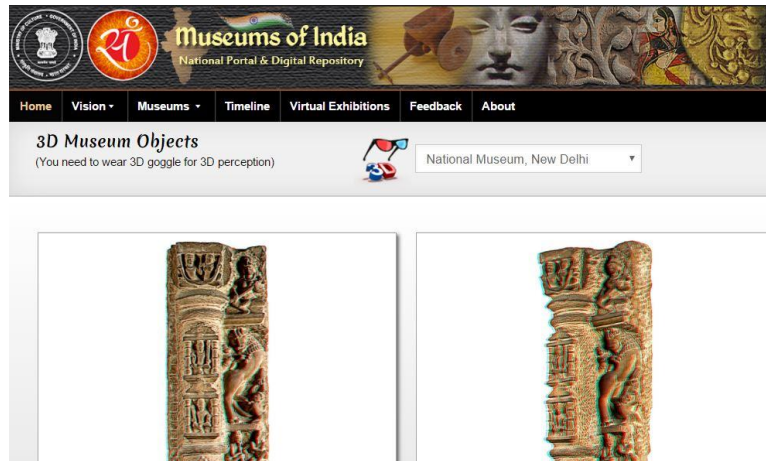 Museums of India
National Portal & Digital Repository
Home Vision Museums Timeline Virtual Exhibitions Feedback About
3D Museum Objects
(You need to wear 3D goggle for 3D perception)
3D
National Museum, New Delhi